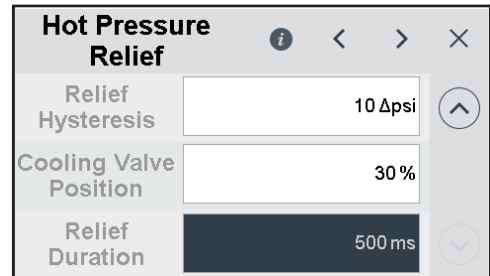 Hot Pressure
Relief
Relief
Hysteresis
10 Δpsi
Cooling Valve
Position
30 %
Relief
Duration
500 ms